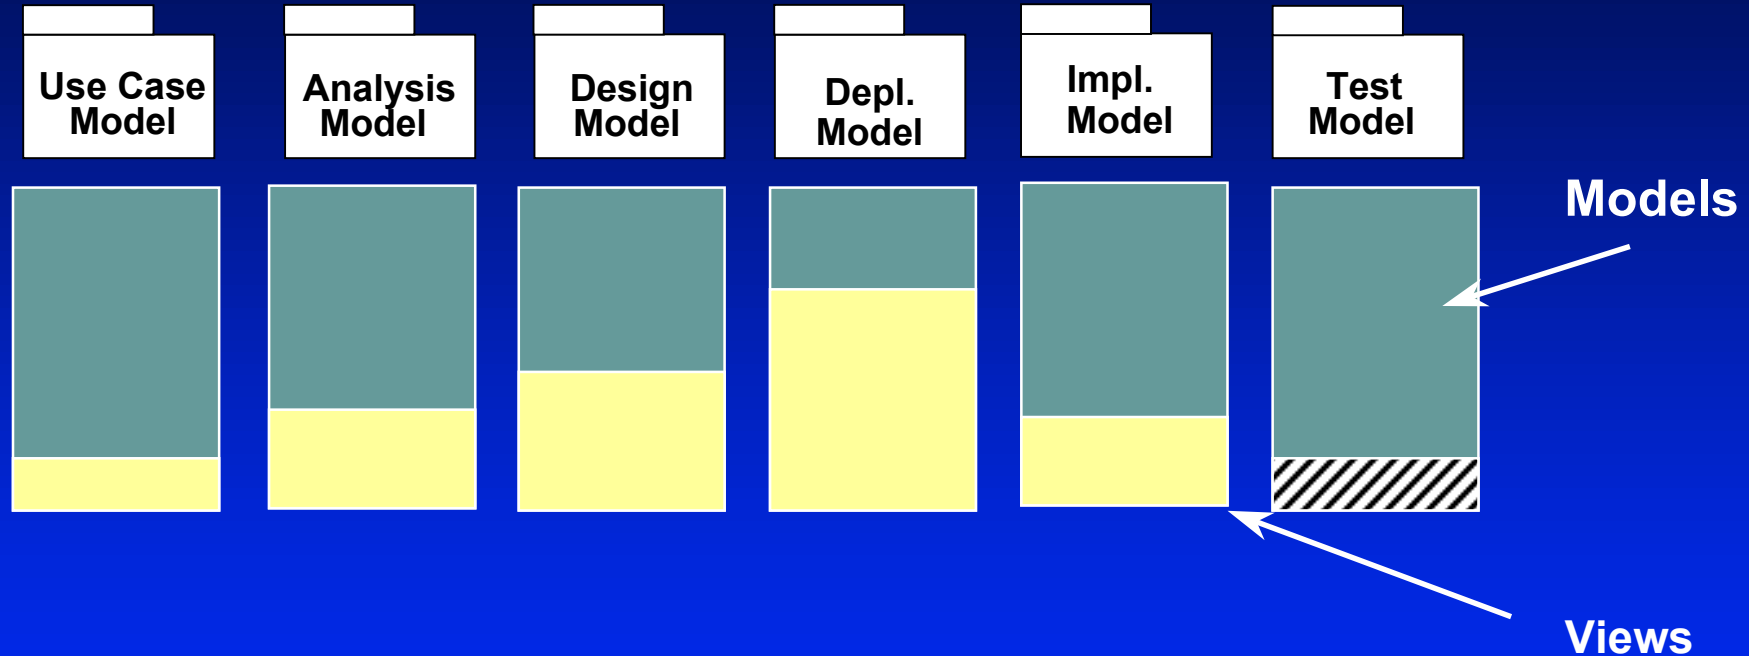 Use Case
Model
Analysis
Model
Design
Model
Depl.
Model
Impl.
Model
Test
Model
Models
Views